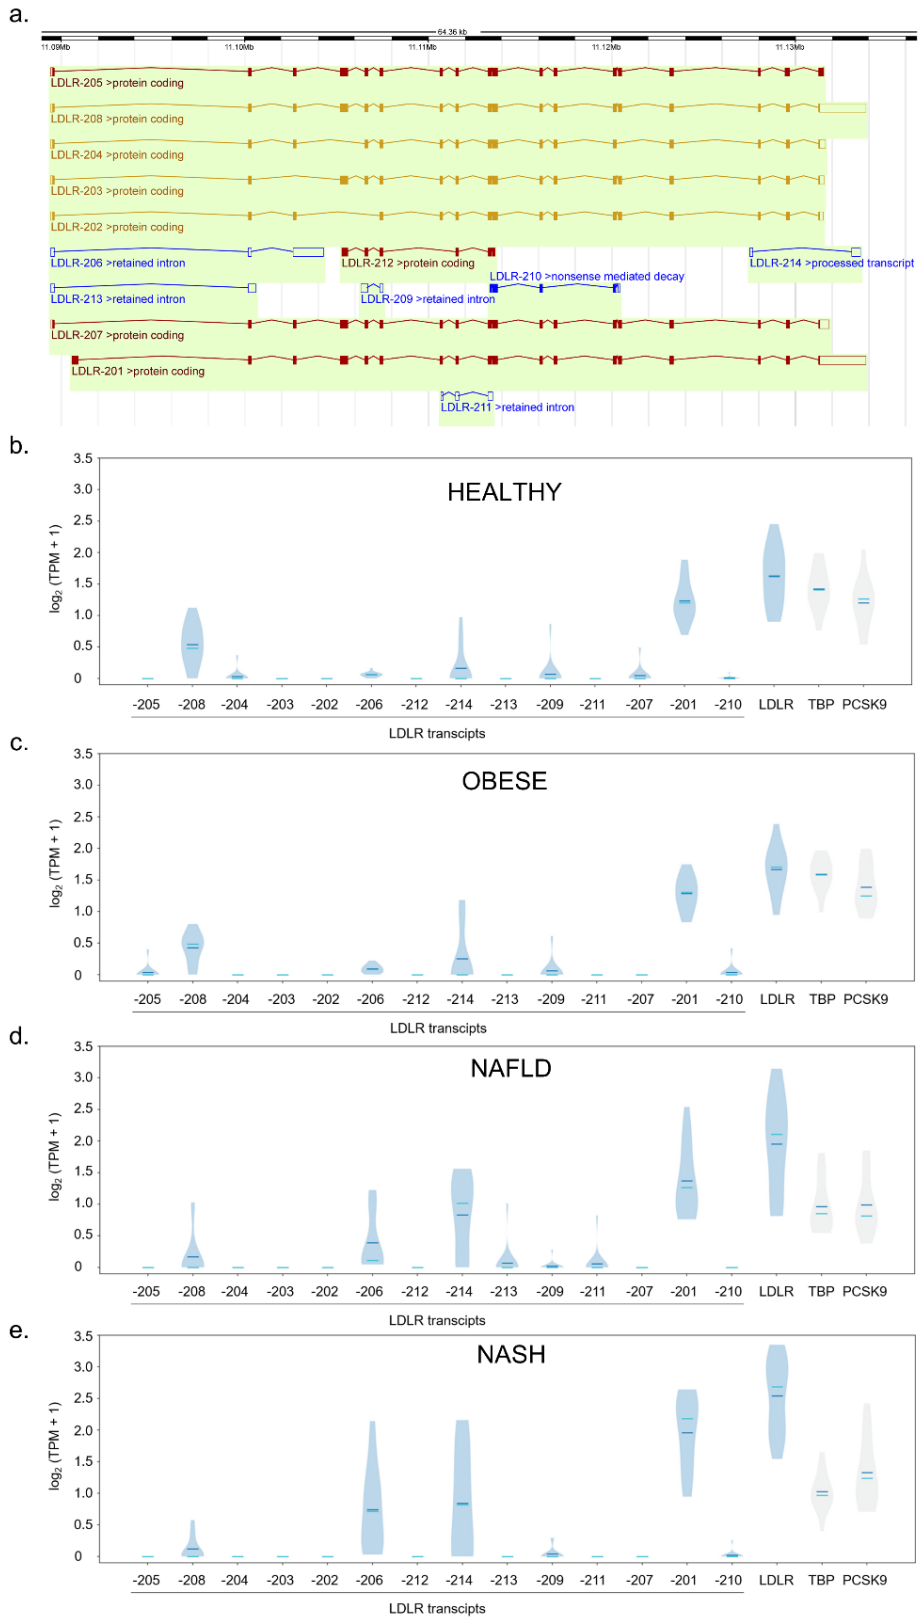 a.
64.36 kb
11.09Mb 11.10Mb 11.11Mb 11.12Mb 11.13Mb
LDLR-205 >protein coding
LDLR-208 >protein coding
LDLR-204 >protein coding
LDLR-203 >protein coding
LDLR-202 >protein coding
LDLR-206 >retained intron LDLR-212 >protein coding LDLR-214 >processed transcript
LDLR-210 >nonsense mediated decay
LDLR-213 >retained intron LDLR-209 >retained intron
LDLR-207 >protein coding
LDLR-201 >protein coding
LDLR-211 >retained intron
b.
HEALTHY
log₂ (TPM + 1)
3.5
3.0
2.5
2.0
1.5
1.0
0.5
0
-205 -208 -204 -203 -202 -206 -212 -214 -213 -209 -211 -207 -201 -210 LDLR TBP PCSK9
LDLR transcipts
c.
OBESE
log₂ (TPM + 1)
3.5
3.0
2.5
2.0
1.5
1.0
0.5
0
-205 -208 -204 -203 -202 -206 -212 -214 -213 -209 -211 -207 -201 -210 LDLR TBP PCSK9
LDLR transcipts
d.
NAFLD
log₂ (TPM + 1)
3.5
3.0
2.5
2.0
1.5
1.0
0.5
0
-205 -208 -204 -203 -202 -206 -212 -214 -213 -209 -211 -207 -201 -210 LDLR TBP PCSK9
LDLR transcipts
e.
NASH
log₂ (TPM + 1)
3.5
3.0
2.5
2.0
1.5
1.0
0.5
0
-205 -208 -204 -203 -202 -206 -212 -214 -213 -209 -211 -207 -201 -210 LDLR TBP PCSK9
LDLR transcipts